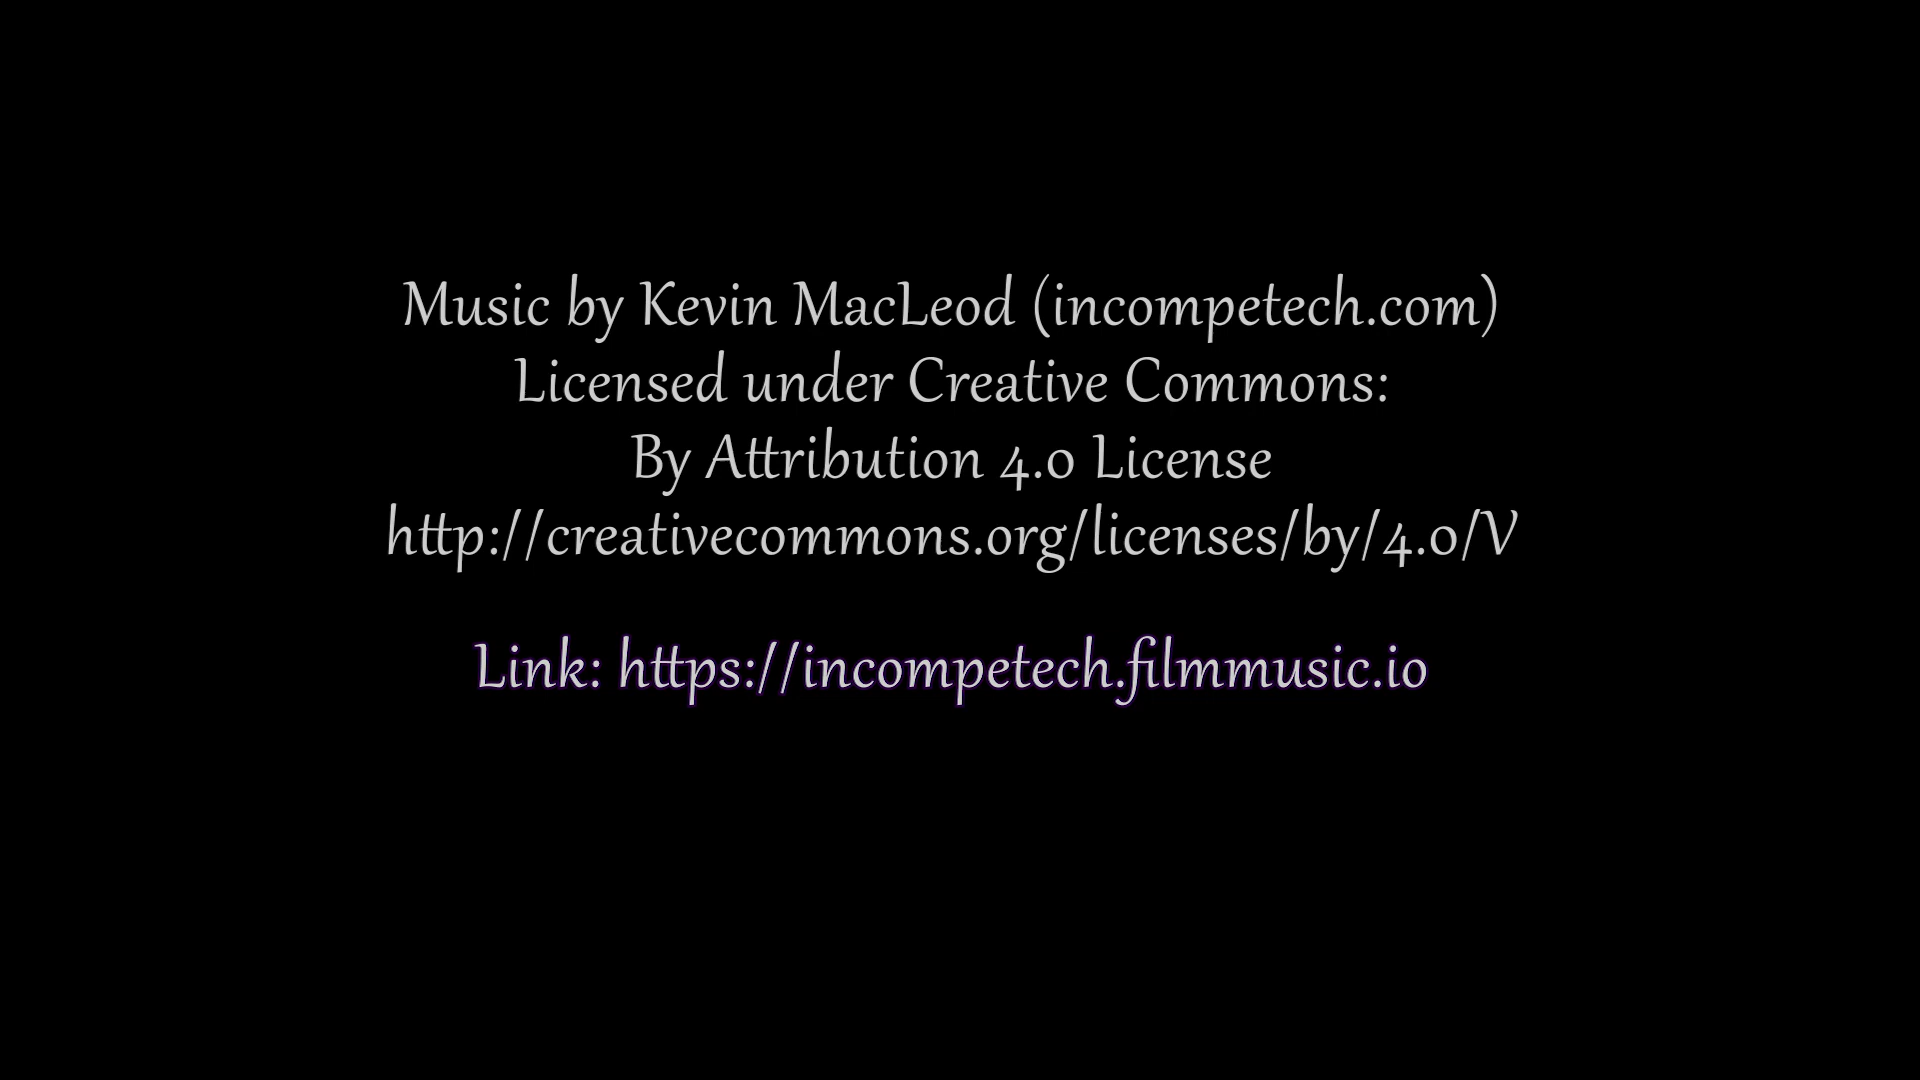 Music by Kevin MacLeod (incompetech.com)
Licensed under Creative Commons:
By Attribution 4.0 License
http://creativecommons.org/licenses/by/4.0/V
Link: https://incompetech.filmmusic.io